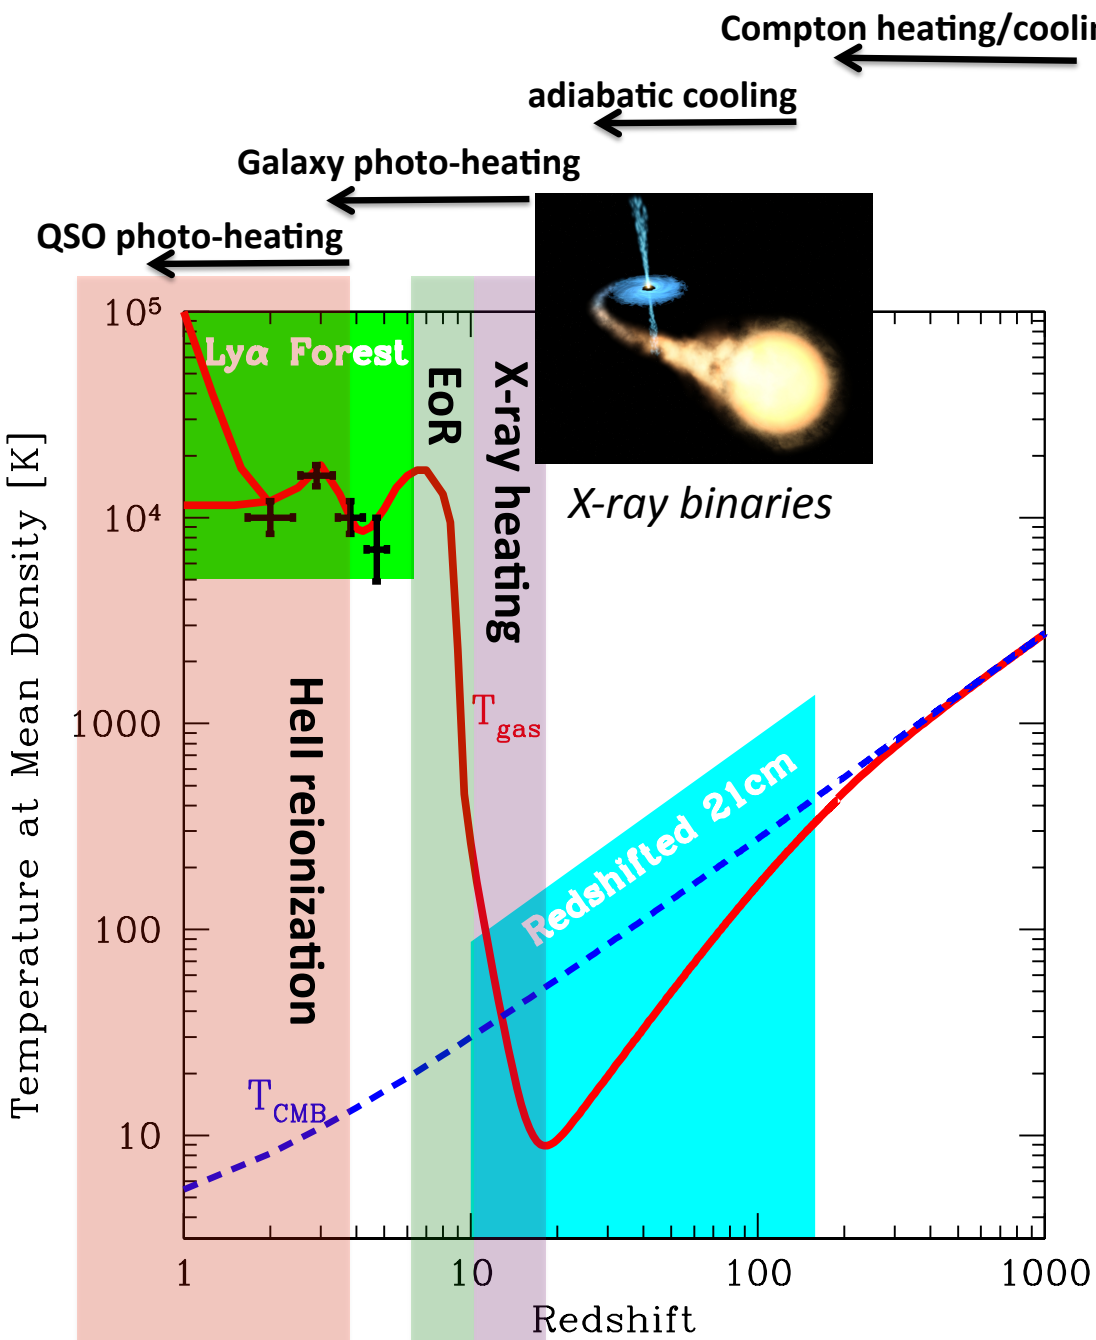 Compton heating/coolin
adiabatic cooling
Galaxy photo-heating
QSO photo-heating
10⁵
Lyα Forest
EoR
X-ray heating
X-ray binaries
10⁴
Temperature at Mean Density [K]
HeII reionization
1000
T_gas
Redshifted 21cm
100
T_CMB
10
1
10
100
1000
Redshift